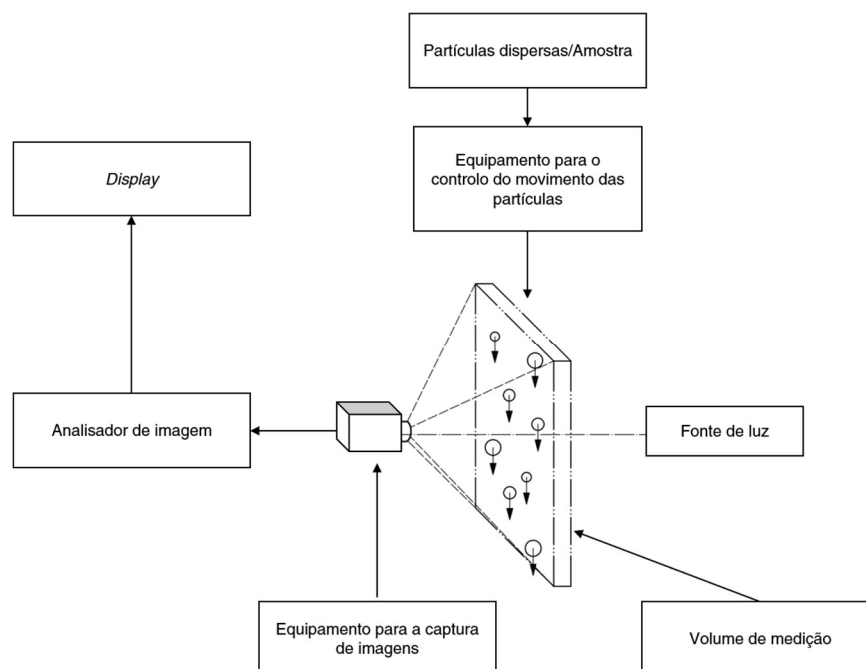 Partículas dispersas/Amostra
Equipamento para o
controlo do movimento das
partículas
Display
Analisador de imagem
Fonte de luz
Equipamento para a captura
de imagens
Volume de medição